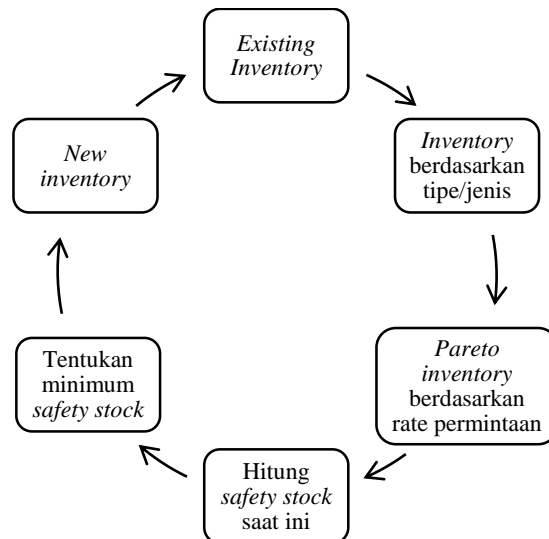 Existing
Inventory
Inventory
berdasarkan
tipe/jenis
Pareto
inventory
berdasarkan
rate permintaan
Hitung
safety stock
saat ini
Tentukan
minimum
safety stock
New
inventory